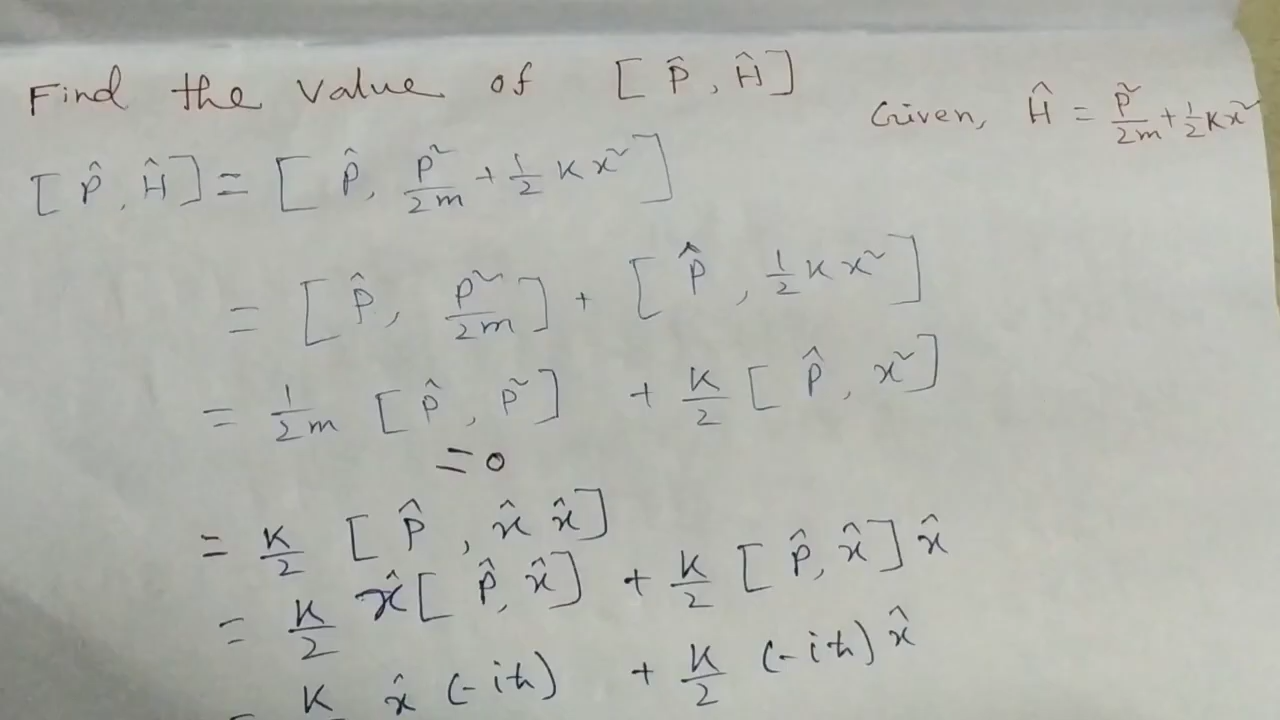 Find the value of [P̂, Ĥ]
Given, Ĥ = p²/2m + ½Kx²
[P̂, Ĥ] = [P̂, p²/2m + ½Kx²]
= [P̂, p²/2m] + [P̂, ½Kx²]
= 1/2m [P̂, p̂²] + K/2 [P̂, x²]
= 0
= K/2 [P̂, x̂ x̂]
= K/2 x̂[P̂, x̂] + K/2 [P̂, x̂] x̂
= K x̂ (-iħ) + K/2 (-iħ) x̂